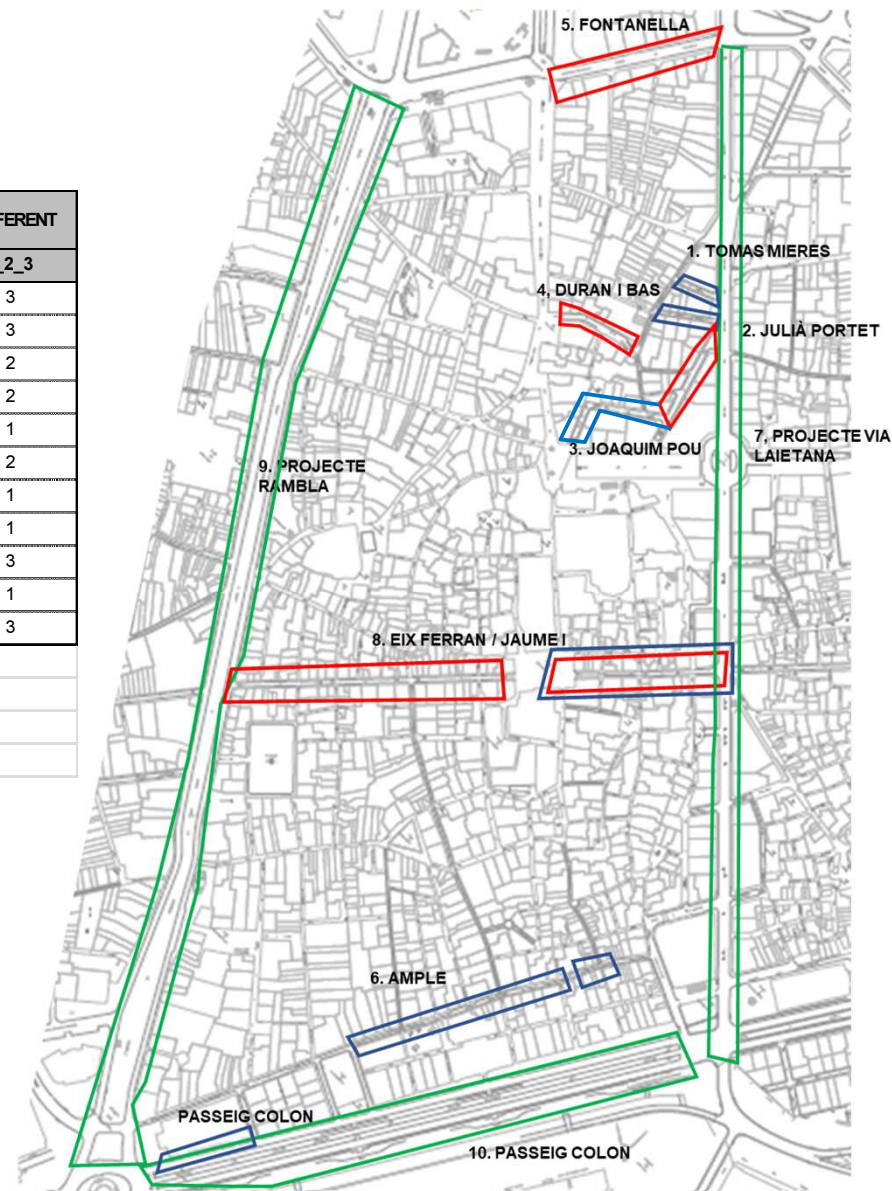 FERENT
_2_3
3
3
2
2
1
2
1
1
3
1
3
5. FONTANELLA
1. TOMAS MIERES
4, DURAN I BAS
2. JULIÀ PORTET
3. JOAQUIM POU
7, PROJECTE VIA
LAIETANA
9. PROJECTE
RAMBLA
8. EIX FERRAN / JAUME I
6. AMPLE
PASSEIG COLON
10. PASSEIG COLON